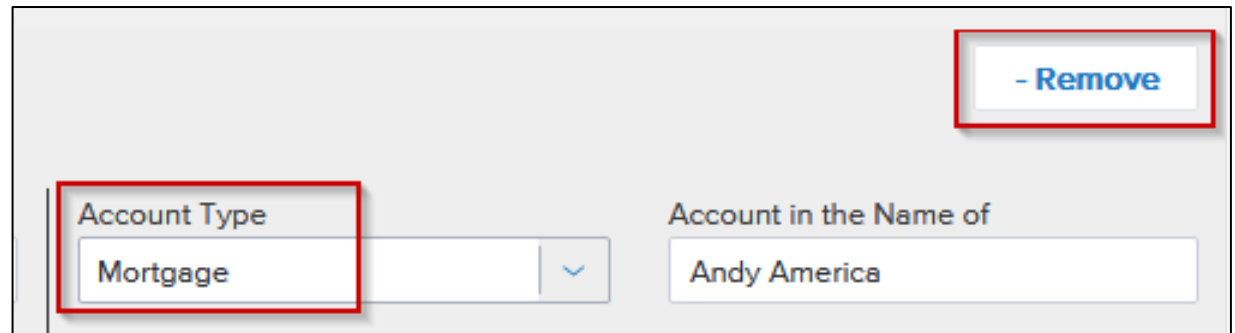 - Remove
Account Type
Account in the Name of
Mortgage
Andy America